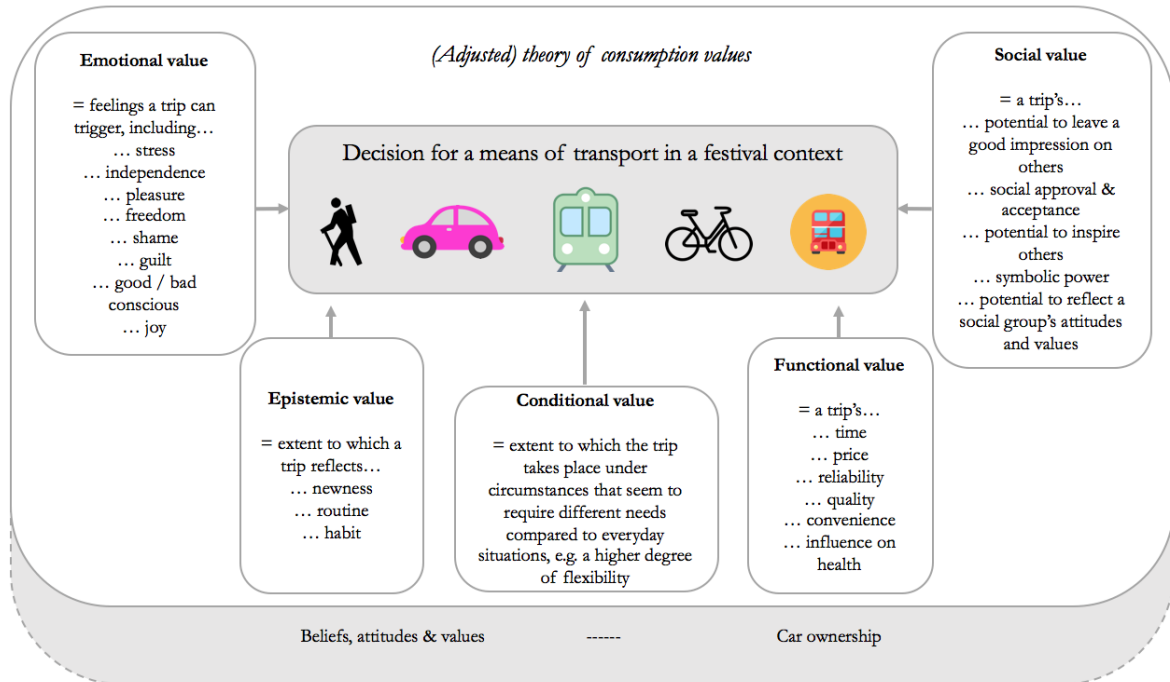 (Adjusted) theory of consumption values
Emotional value
= feelings a trip can
trigger, including…
… stress
… independence
… pleasure
… freedom
… shame
… guilt
… good / bad
conscious
… joy
Decision for a means of transport in a festival context
Social value
= a trip’s…
… potential to leave a
good impression on
others
… social approval &
acceptance
… potential to inspire
others
… symbolic power
… potential to reflect a
social group’s attitudes
and values
Epistemic value
= extent to which a
trip reflects…
… newness
… routine
… habit
Conditional value
= extent to which the trip
takes place under
circumstances that seem to
require different needs
compared to everyday
situations, e.g. a higher degree
of flexibility
Functional value
= a trip’s…
… time
… price
… reliability
… quality
… convenience
… influence on
health
Beliefs, attitudes & values ------ Car ownership